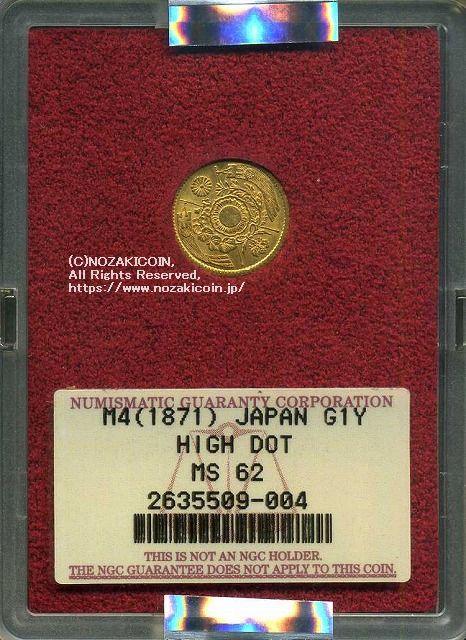 (C)NOZAKICOIN,
All Rights Reserved,
https://www.nozakicoin.jp/
NUMISMATIC GUARANTY CORPORATION
M4(1871) JAPAN G1Y
HIGH DOT
MS 62
2635509-004
THIS IS NOT AN NGC HOLDER.
THE NGC GUARANTEE DOES NOT APPLY TO THIS COIN.